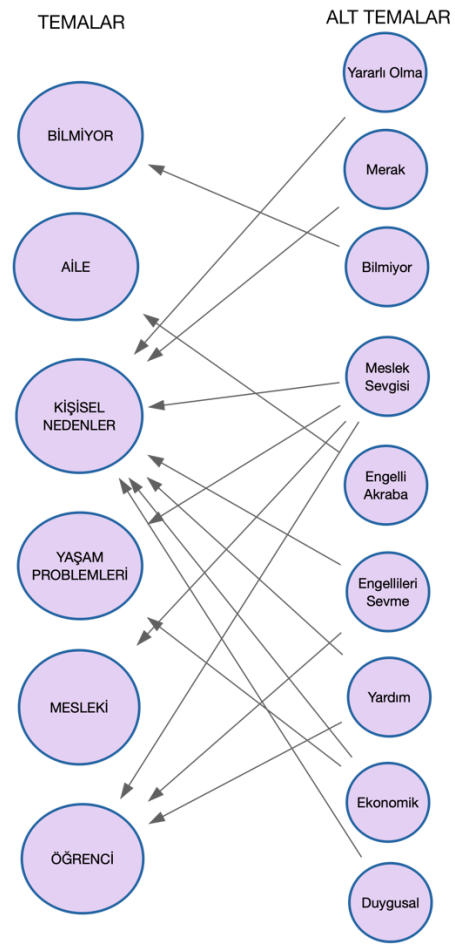 TEMALAR
BİLMİYOR
AİLE
KİŞİSEL
NEDENLER
YAŞAM
PROBLEMLERİ
MESLEKİ
ÖĞRENCİ
ALT TEMALAR
Yararlı Olma
Merak
Bilmiyor
Meslek
Sevgisi
Engelli
Akraba
Engellileri
Sevme
Yardım
Ekonomik
Duygusal